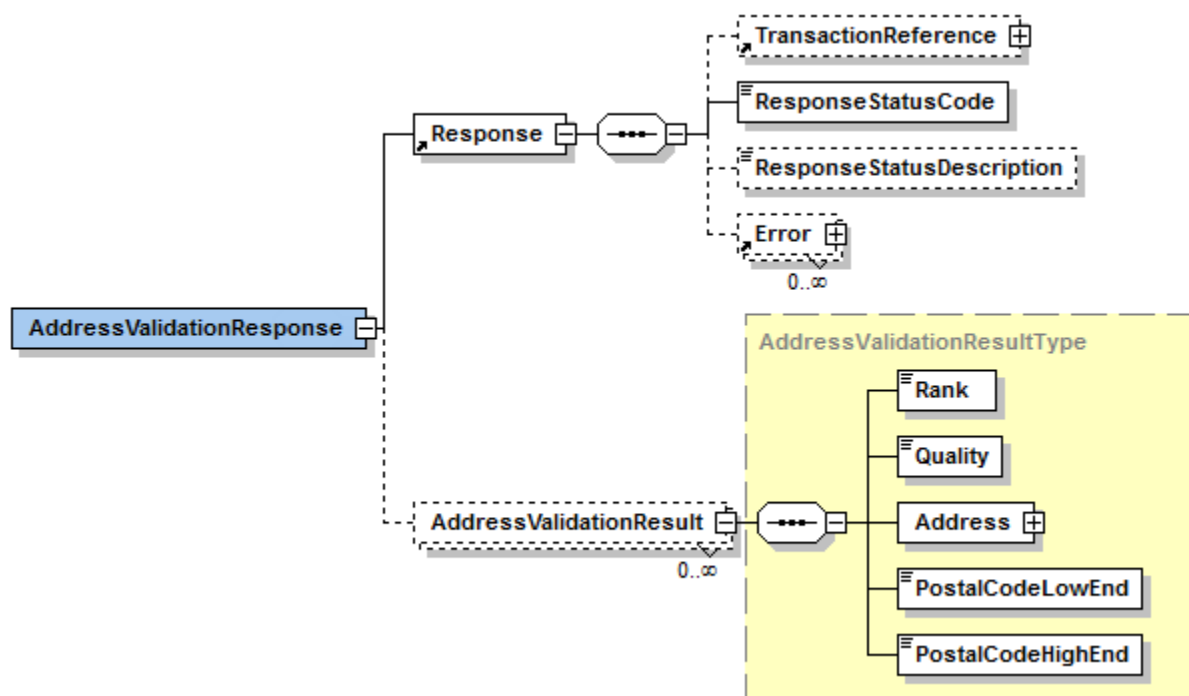 TransactionReference
ResponseStatusCode
Response
ResponseStatusDescription
Error
0..∞
AddressValidationResponse
AddressValidationResultType
Rank
Quality
AddressValidationResult
Address
0..∞
PostalCodeLowEnd
PostalCodeHighEnd